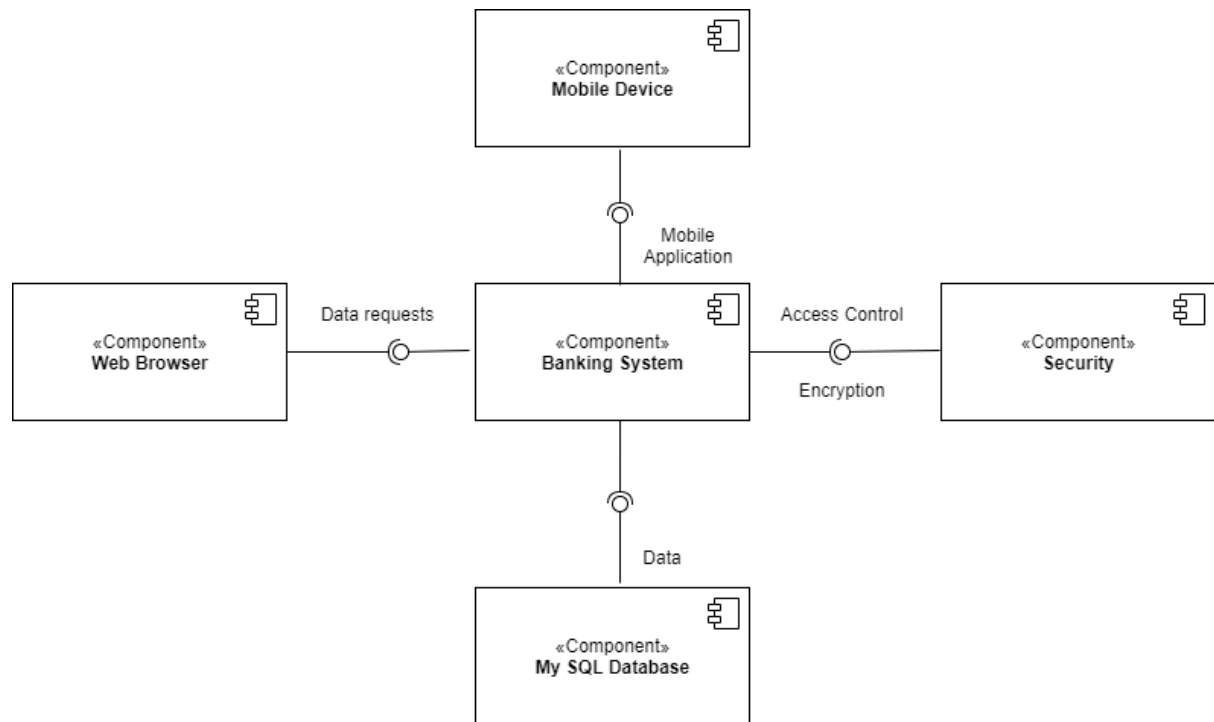 «Component»
Mobile Device
Mobile
Application
«Component»
Web Browser
Data requests
«Component»
Banking System
Access Control
Encryption
«Component»
Security
Data
«Component»
My SQL Database